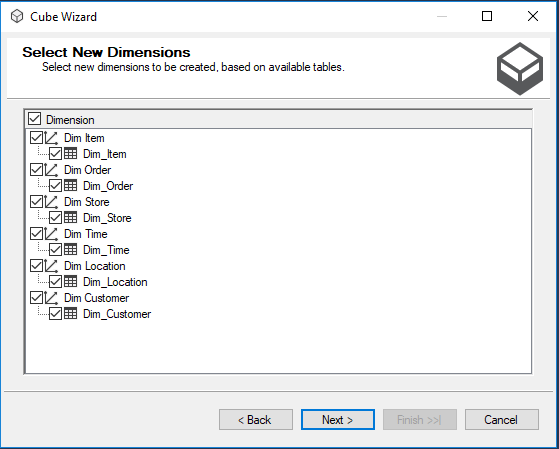 Cube Wizard
Select New Dimensions
Select new dimensions to be created, based on available tables.
Dimension
Dim Item
Dim_Item
Dim Order
Dim_Order
Dim Store
Dim_Store
Dim Time
Dim_Time
Dim Location
Dim_Location
Dim Customer
Dim_Customer
< Back Next > Finish >>| Cancel